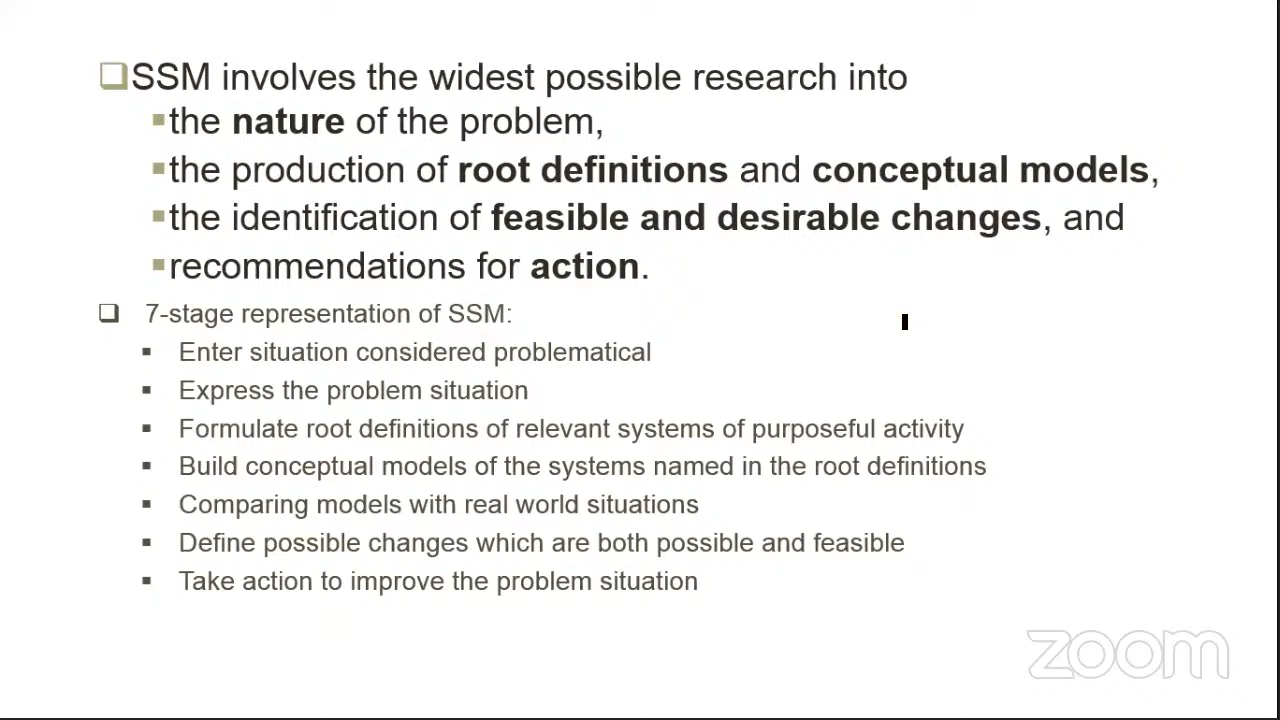 SSM involves the widest possible research into
the nature of the problem,
the production of root definitions and conceptual models,
the identification of feasible and desirable changes, and
recommendations for action.
7-stage representation of SSM:
Enter situation considered problematical
Express the problem situation
Formulate root definitions of relevant systems of purposeful activity
Build conceptual models of the systems named in the root definitions
Comparing models with real world situations
Define possible changes which are both possible and feasible
Take action to improve the problem situation
zoom